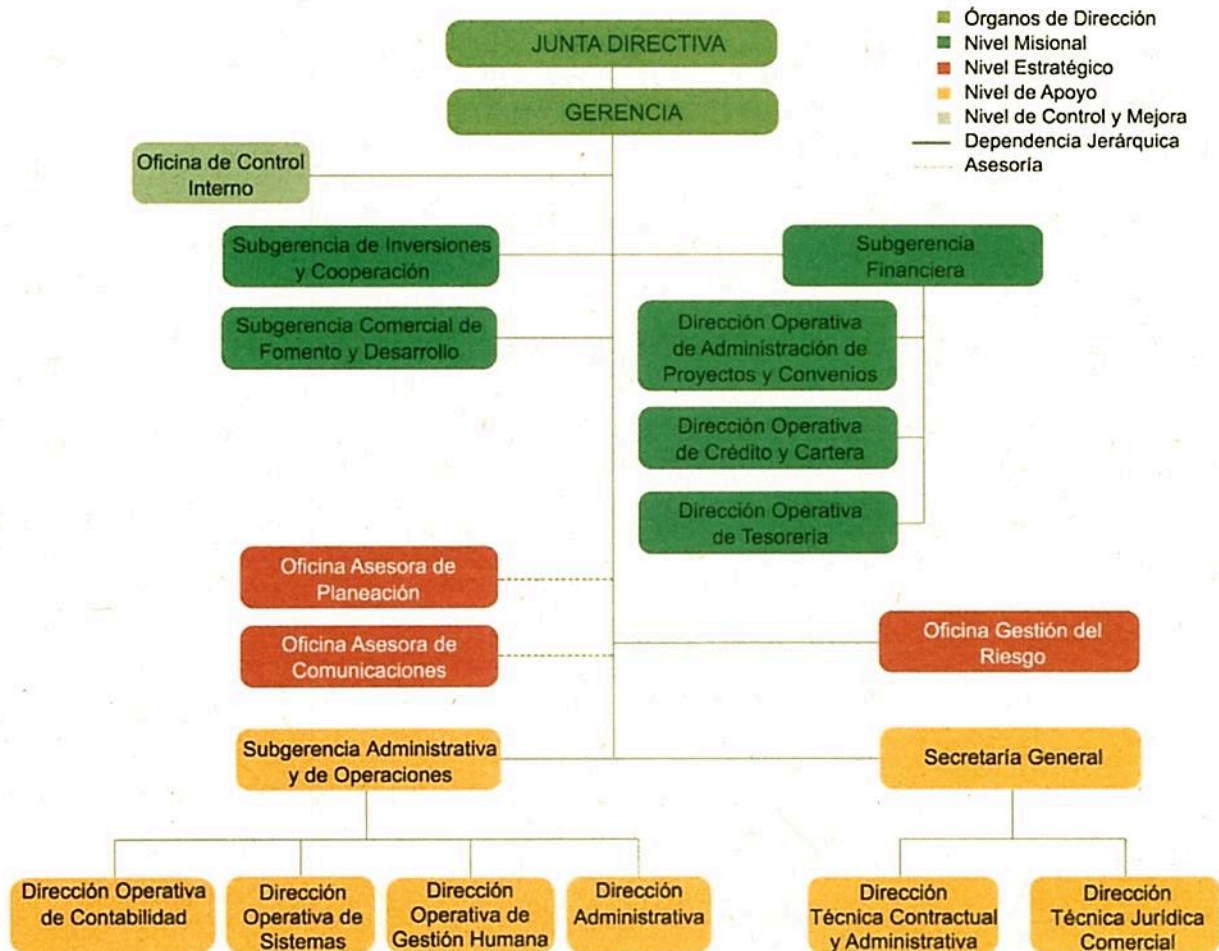 Órganos de Dirección
Nivel Misional
Nivel Estratégico
Nivel de Apoyo
Nivel de Control y Mejora
Dependencia Jerárquica
Asesoría
JUNTA DIRECTIVA
GERENCIA
Oficina de Control
Interno
Subgerencia de Inversiones
y Cooperación
Subgerencia
Financiera
Subgerencia Comercial de
Fomento y Desarrollo
Dirección Operativa
de Administración de
Proyectos y Convenios
Dirección Operativa
de Crédito y Cartera
Dirección Operativa
de Tesorería
Oficina Asesora de
Planeación
Oficina Asesora de
Comunicaciones
Oficina Gestión del
Riesgo
Subgerencia Administrativa
y de Operaciones
Secretaría General
Dirección Operativa
de Contabilidad
Dirección
Operativa de
Sistemas
Dirección
Operativa de
Gestión Humana
Dirección
Administrativa
Dirección
Técnica Contractual
y Administrativa
Dirección
Técnica Jurídica
Comercial